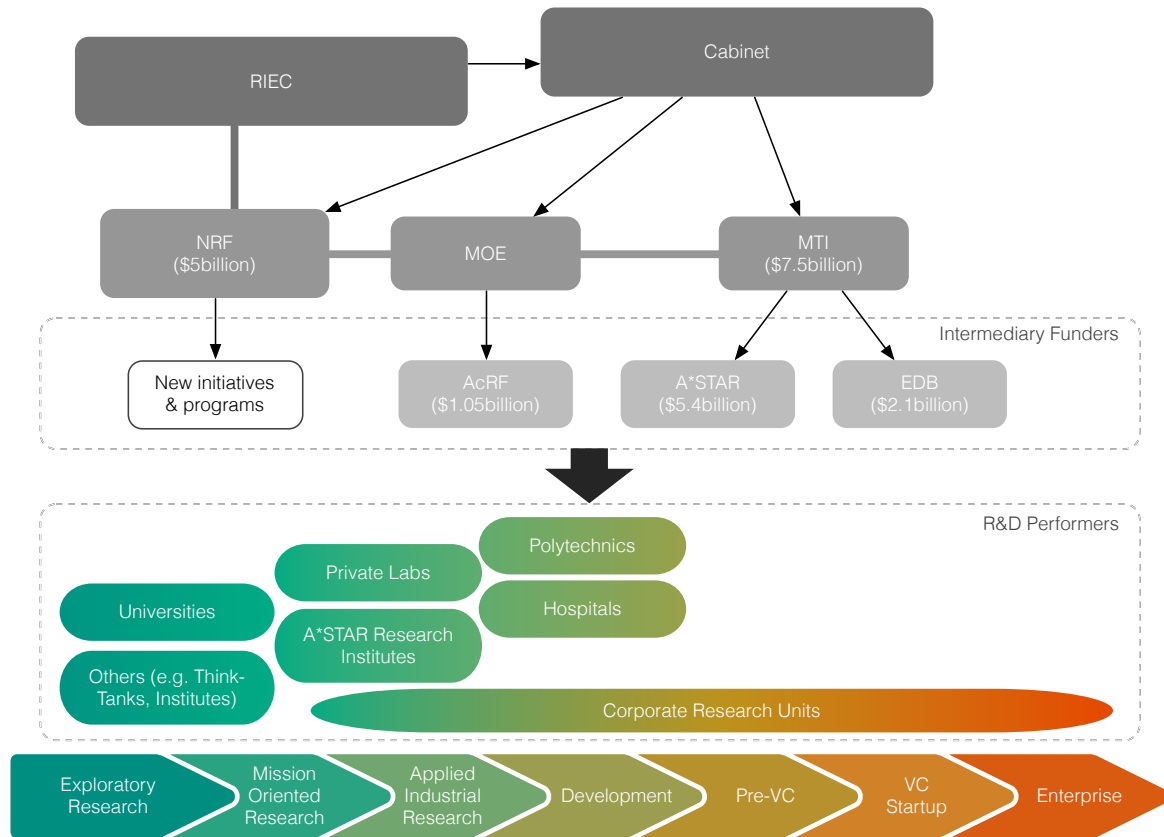 RIEC
Cabinet
NRF
($5billion)
MOE
MTI
($7.5billion)
Intermediary Funders
New initiatives
& programs
AcRF
($1.05billion)
A*STAR
($5.4billion)
EDB
($2.1billion)
R&D Performers
Polytechnics
Private Labs
Universities
Hospitals
A*STAR Research
Institutes
Others (e.g. Think-
Tanks, Institutes)
Corporate Research Units
Exploratory
Research
Mission
Oriented
Research
Applied
Industrial
Research
Development
Pre-VC
VC
Startup
Enterprise